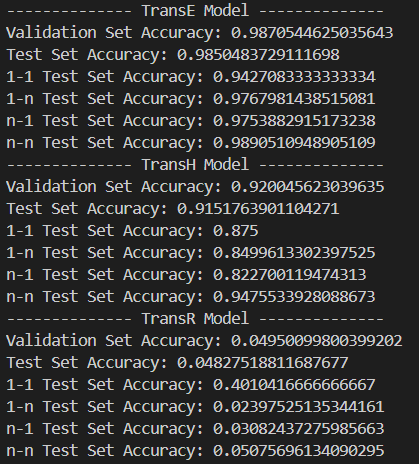 -------------- TransE Model --------------
Validation Set Accuracy: 0.9870544625035643
Test Set Accuracy: 0.9850483729111698
1-1 Test Set Accuracy: 0.9427083333333334
1-n Test Set Accuracy: 0.9767981438515081
n-1 Test Set Accuracy: 0.9753882915173238
n-n Test Set Accuracy: 0.9890510948905109
-------------- TransH Model --------------
Validation Set Accuracy: 0.920045623039635
Test Set Accuracy: 0.9151763901104271
1-1 Test Set Accuracy: 0.875
1-n Test Set Accuracy: 0.8499613302397525
n-1 Test Set Accuracy: 0.822700119474313
n-n Test Set Accuracy: 0.9475533928088673
-------------- TransR Model --------------
Validation Set Accuracy: 0.04950099800399202
Test Set Accuracy: 0.04827518811687677
1-1 Test Set Accuracy: 0.4010416666666667
1-n Test Set Accuracy: 0.02397525135344161
n-1 Test Set Accuracy: 0.03082437275985663
n-n Test Set Accuracy: 0.05075696134090295